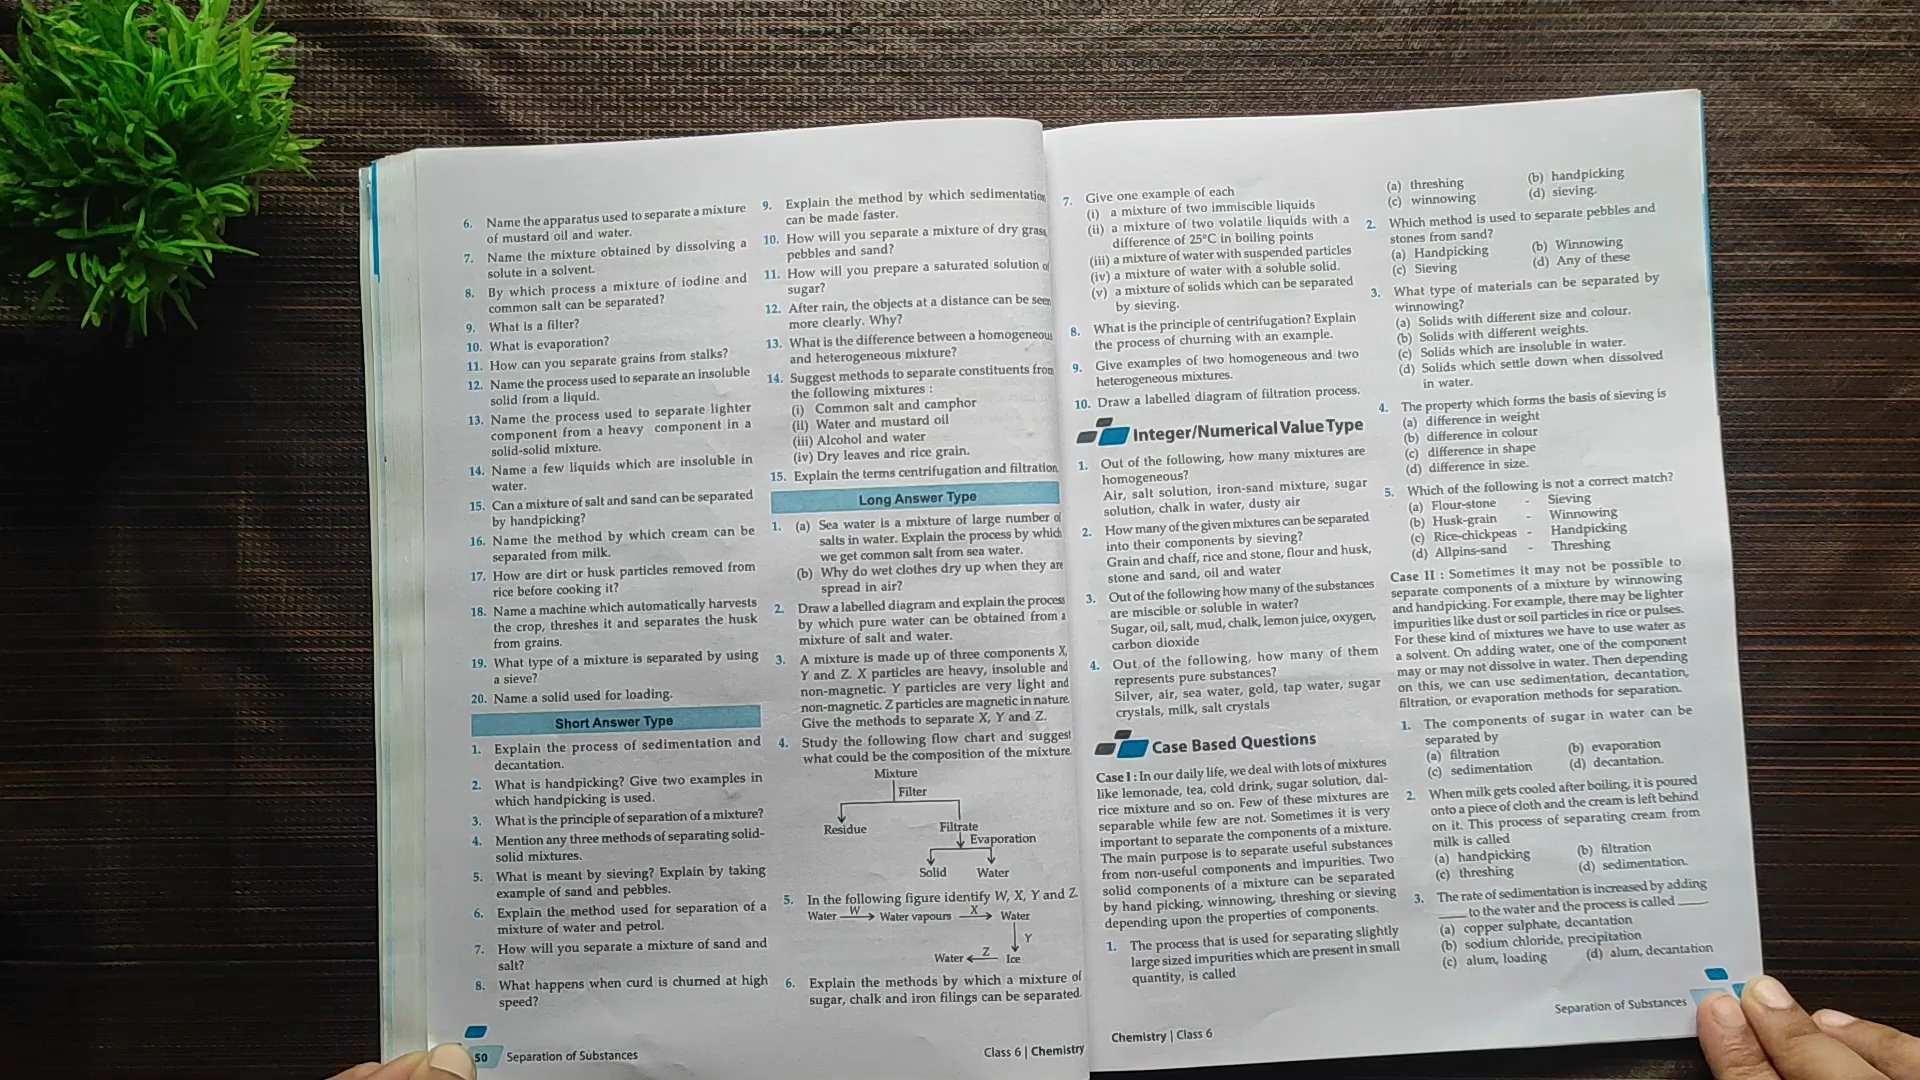 6. Name the apparatus used to separate a mixture
of mustard oil and water.
7. Name the mixture obtained by dissolving a
solute in a solvent.
8. By which process a mixture of iodine and
common salt can be separated?
9. What is a filter?
10. What is evaporation?
11. How can you separate grains from stalks?
12. Name the process used to separate an insoluble
solid from a liquid.
13. Name the process used to separate lighter
component from a heavy component in a
solid-solid mixture.
14. Name a few liquids which are insoluble in
water.
15. Can a mixture of salt and sand can be separated
by handpicking?
16. Name the method by which cream can be
separated from milk.
17. How are dirt or husk particles removed from
rice before cooking it?
18. Name a machine which automatically harvests
the crop, threshes it and separates the husk
from grains.
19. What type of a mixture is separated by using
a sieve?
20. Name a solid used for loading.
Short Answer Type
1. Explain the process of sedimentation and
decantation.
2. What is handpicking? Give two examples in
which handpicking is used.
3. What is the principle of separation of a mixture?
4. Mention any three methods of separating solid-
solid mixtures.
5. What is meant by sieving? Explain by taking
example of sand and pebbles.
6. Explain the method used for separation of a
mixture of water and petrol.
7. How will you separate a mixture of sand and
salt?
8. What happens when curd is churned at high
speed?
50 Separation of Substances
9. Explain the method by which sedimentation
can be made faster.
10. How will you separate a mixture of dry grass,
pebbles and sand?
11. How will you prepare a saturated solution of
sugar?
12. After rain, the objects at a distance can be seen
more clearly. Why?
13. What is the difference between a homogeneous
and heterogeneous mixture?
14. Suggest methods to separate constituents from
the following mixtures :
(i) Common salt and camphor
(ii) Water and mustard oil
(iii) Alcohol and water
(iv) Dry leaves and rice grain.
15. Explain the terms centrifugation and filtration.
Long Answer Type
1. (a) Sea water is a mixture of large number of
salts in water. Explain the process by which
we get common salt from sea water.
(b) Why do wet clothes dry up when they are
spread in air?
2. Draw a labelled diagram and explain the process
by which pure water can be obtained from a
mixture of salt and water.
3. A mixture is made up of three components X,
Y and Z. X particles are heavy, insoluble and
non-magnetic. Y particles are very light and
non-magnetic. Z particles are magnetic in nature.
Give the methods to separate X, Y and Z.
4. Study the following flow chart and suggest
what could be the composition of the mixture.
Mixture
Filter
Residue Filtrate
Evaporation
Solid Water
5. In the following figure identify W, X, Y and Z.
Water W Water vapours X Water
Y
Water Z Ice
6. Explain the methods by which a mixture of
sugar, chalk and iron filings can be separated.
Class 6 | Chemistry
7. Give one example of each
(i) a mixture of two immiscible liquids
(ii) a mixture of two volatile liquids with a
difference of 25°C in boiling points
(iii) a mixture of water with suspended particles
(iv) a mixture of water with a soluble solid.
(v) a mixture of solids which can be separated
by sieving.
8. What is the principle of centrifugation? Explain
the process of churning with an example.
9. Give examples of two homogeneous and two
heterogeneous mixtures.
10. Draw a labelled diagram of filtration process.
Integer/Numerical Value Type
1. Out of the following, how many mixtures are
homogeneous?
Air, salt solution, iron-sand mixture, sugar
solution, chalk in water, dusty air
2. How many of the given mixtures can be separated
into their components by sieving?
Grain and chaff, rice and stone, flour and husk,
stone and sand, oil and water
3. Out of the following how many of the substances
are miscible or soluble in water?
Sugar, oil, salt, mud, chalk, lemon juice, oxygen,
carbon dioxide
4. Out of the following, how many of them
represents pure substances?
Silver, air, sea water, gold, tap water, sugar
crystals, milk, salt crystals
Case Based Questions
Case I : In our daily life, we deal with lots of mixtures
like lemonade, tea, cold drink, sugar solution, dal-
rice mixture and so on. Few of these mixtures are
separable while few are not. Sometimes it is very
important to separate the components of a mixture.
The main purpose is to separate useful substances
from non-useful components and impurities. Two
solid components of a mixture can be separated
by hand picking, winnowing, threshing or sieving
depending upon the properties of components.
1. The process that is used for separating slightly
large sized impurities which are present in small
quantity, is called
Chemistry | Class 6
(a) threshing (b) handpicking
(c) winnowing (d) sieving.
2. Which method is used to separate pebbles and
stones from sand?
(a) Handpicking (b) Winnowing
(c) Sieving (d) Any of these
3. What type of materials can be separated by
winnowing?
(a) Solids with different size and colour.
(b) Solids with different weights.
(c) Solids which are insoluble in water.
(d) Solids which settle down when dissolved
in water.
4. The property which forms the basis of sieving is
(a) difference in weight
(b) difference in colour
(c) difference in shape
(d) difference in size.
5. Which of the following is not a correct match?
(a) Flour-stone - Sieving
(b) Husk-grain - Winnowing
(c) Rice-chickpeas - Handpicking
(d) Allpins-sand - Threshing
Case II : Sometimes it may not be possible to
separate components of a mixture by winnowing
and handpicking. For example, there may be lighter
impurities like dust or soil particles in rice or pulses.
For these kind of mixtures we have to use water as
a solvent. On adding water, one of the component
may or may not dissolve in water. Then depending
on this, we can use sedimentation, decantation,
filtration, or evaporation methods for separation.
1. The components of sugar in water can be
separated by
(a) filtration (b) evaporation
(c) sedimentation (d) decantation.
2. When milk gets cooled after boiling, it is poured
onto a piece of cloth and the cream is left behind
on it. This process of separating cream from
milk is called
(a) handpicking (b) filtration
(c) threshing (d) sedimentation.
3. The rate of sedimentation is increased by adding
____ to the water and the process is called ____
(a) copper sulphate, decantation
(b) sodium chloride, precipitation
(c) alum, loading (d) alum, decantation
Separation of Substances